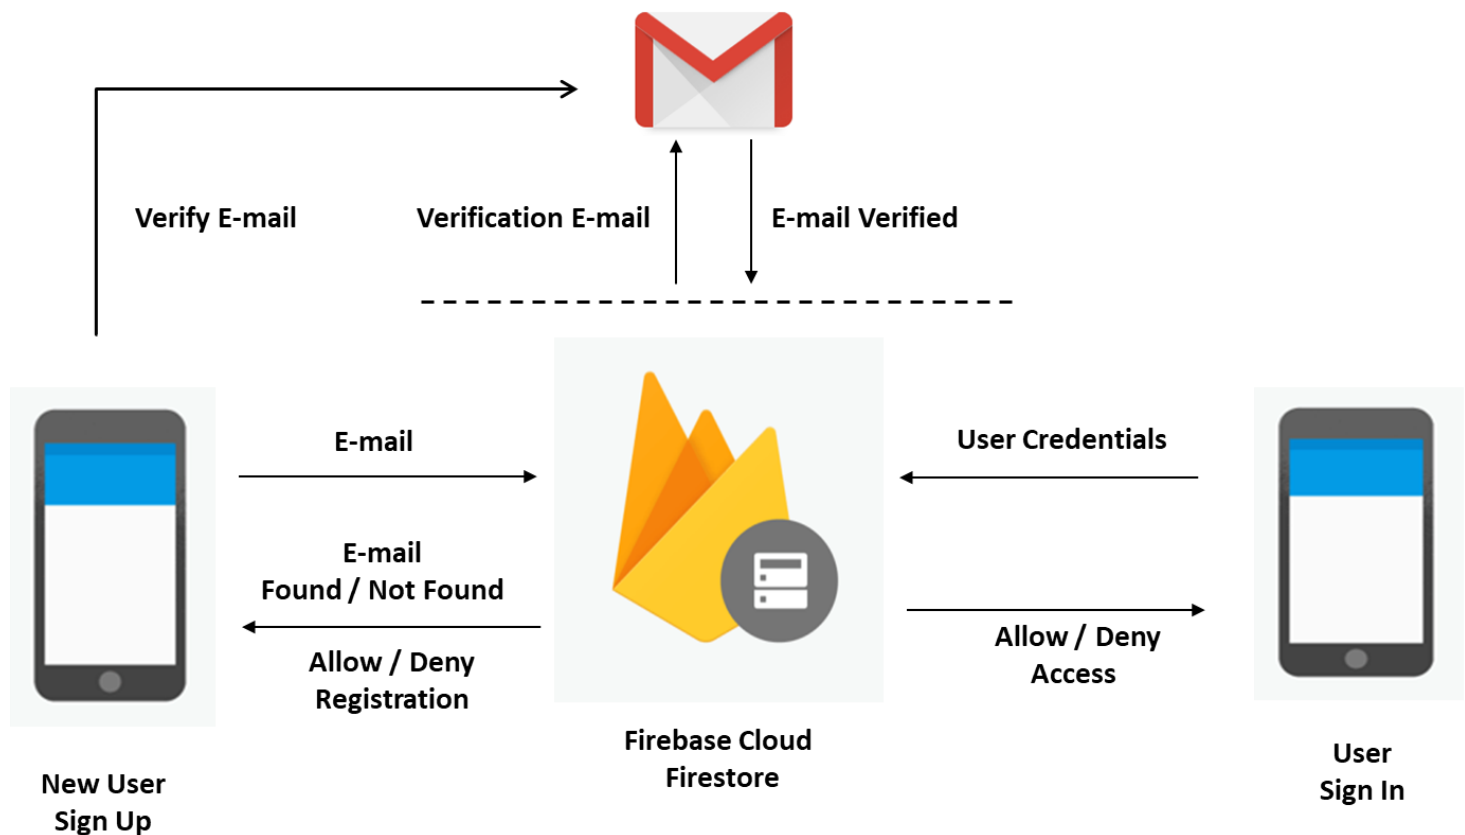 Verify E-mail
Verification E-mail
E-mail Verified
E-mail
User Credentials
E-mail
Found / Not Found
Allow / Deny
Registration
Allow / Deny
Access
Firebase Cloud
Firestore
New User
Sign Up
User
Sign In